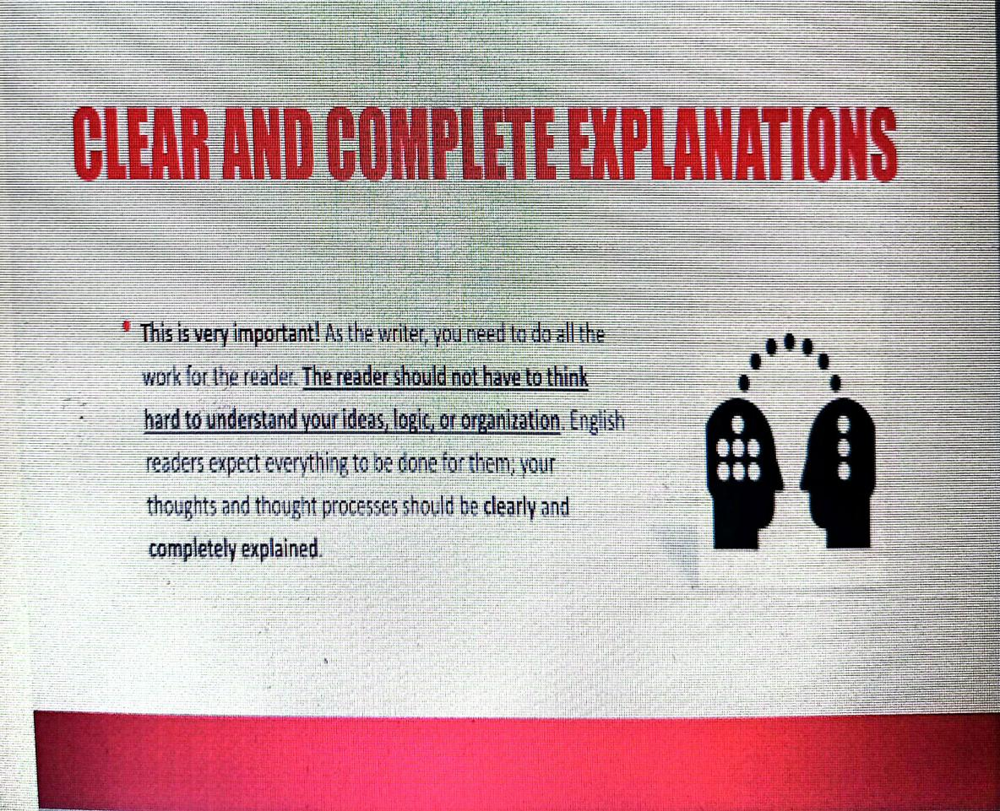 CLEAR AND COMPLETE EXPLANATIONS
This is very important! As the writer, you need to do all the
work for the reader. The reader should not have to think
hard to understand your ideas, logic, or organization. English
readers expect everything to be done for them; your
thoughts and thought processes should be clearly and
completely explained.